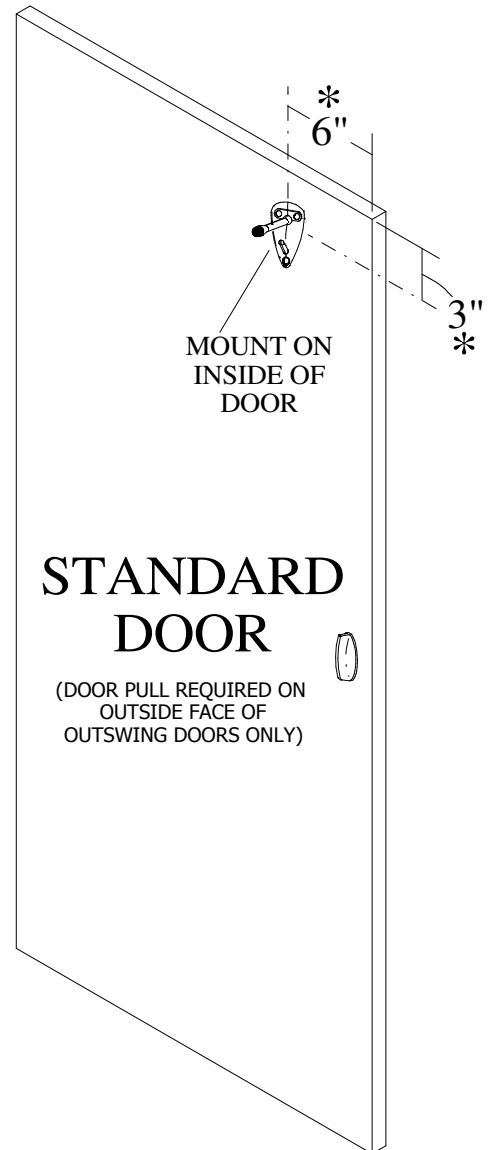 *
6"
3"
*
MOUNT ON
INSIDE OF
DOOR
STANDARD
DOOR
(DOOR PULL REQUIRED ON
OUTSIDE FACE OF
OUTSWING DOORS ONLY)